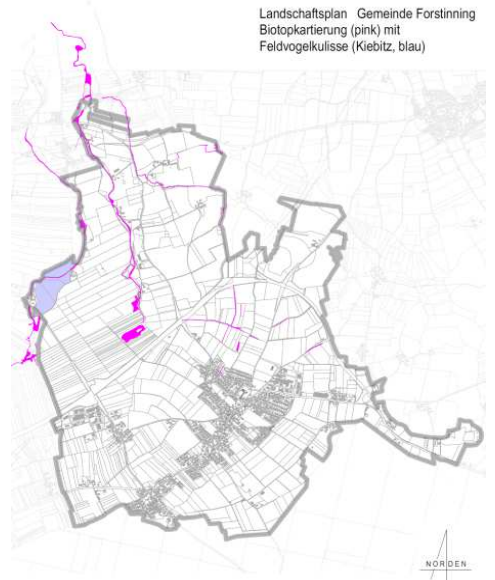 Landschaftsplan Gemeinde Forstinning
Biotopkartierung (pink) mit
Feldvogelkulisse (Kiebitz, blau)
NORDEN